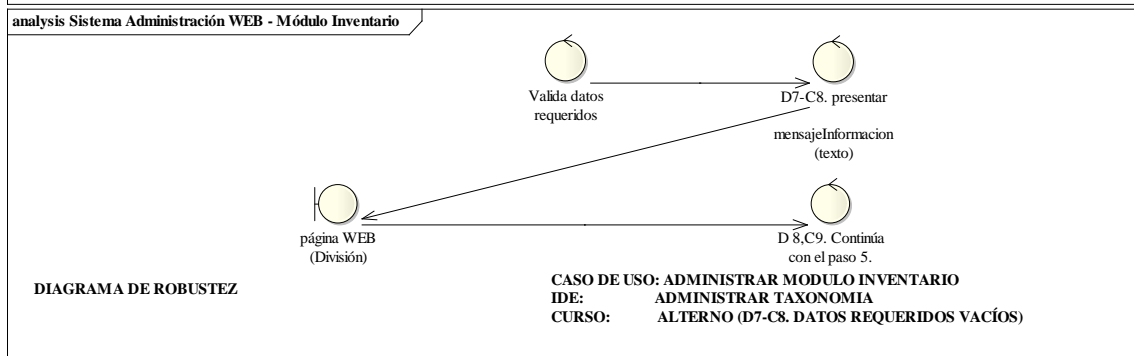 analysis Sistema Administración WEB - Módulo Inventario
Valida datos
requeridos
D7-C8. presentar
mensajeInformacion
(texto)
página WEB
(División)
D 8,C9. Continúa
con el paso 5.
DIAGRAMA DE ROBUSTEZ
CASO DE USO: ADMINISTRAR MODULO INVENTARIO
IDE: ADMINISTRAR TAXONOMIA
CURSO: ALTERNO (D7-C8. DATOS REQUERIDOS VACÍOS)